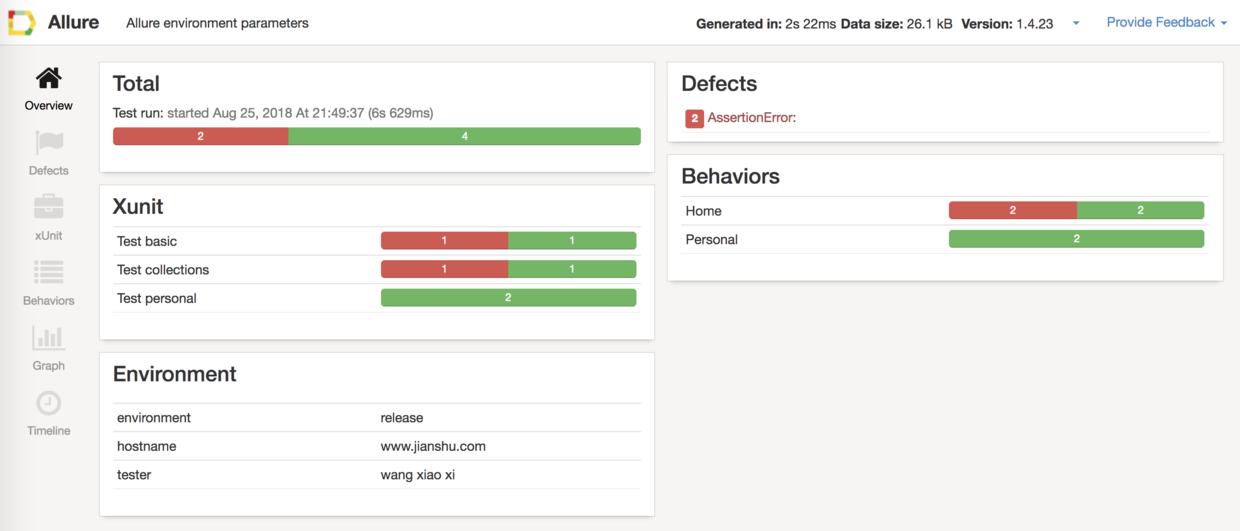 Allure Allure environment parameters Generated in: 2s 22ms Data size: 26.1 kB Version: 1.4.23 Provide Feedback
Overview
Defects
xUnit
Behaviors
Graph
Timeline
Total
Test run: started Aug 25, 2018 At 21:49:37 (6s 629ms)
2 4
Xunit
Test basic 1 1
Test collections 1 1
Test personal 2
Environment
environment release
hostname www.jianshu.com
tester wang xiao xi
Defects
2 AssertionError:
Behaviors
Home 2 2
Personal 2